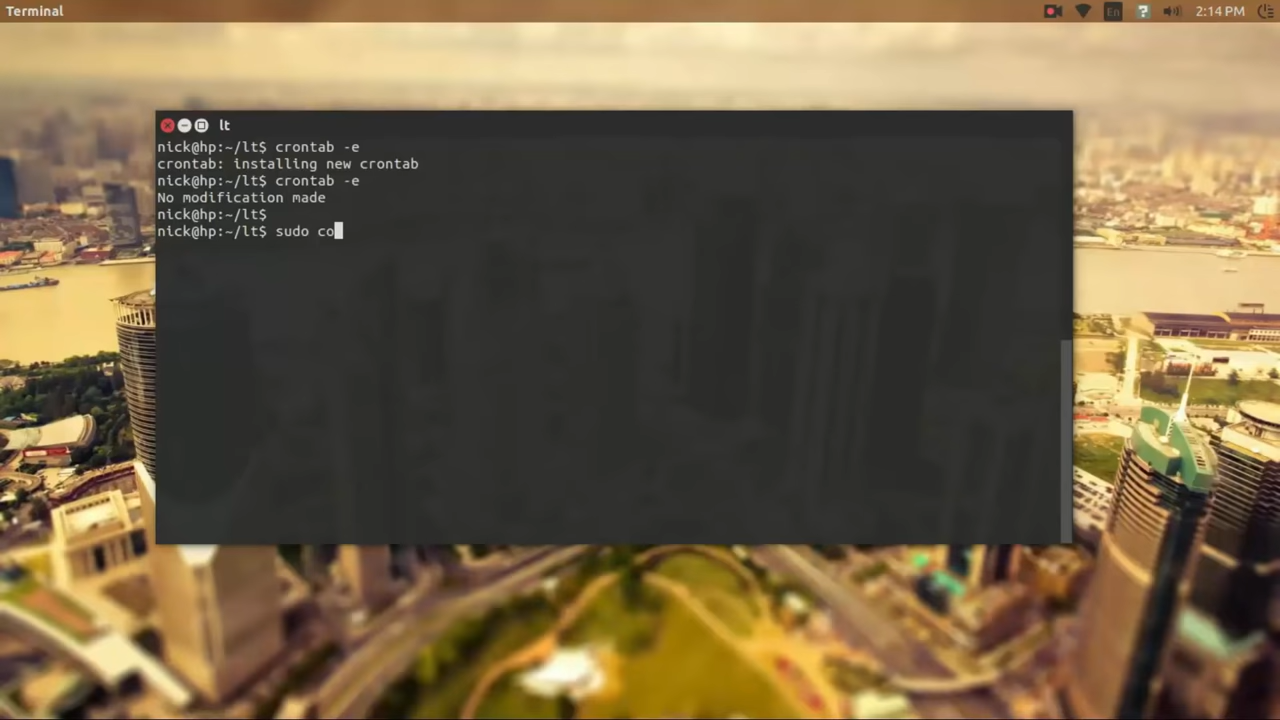 Terminal
En
?
2:14 PM
lt
nick@hp:~/lt$ crontab -e
crontab: installing new crontab
nick@hp:~/lt$ crontab -e
No modification made
nick@hp:~/lt$
nick@hp:~/lt$ sudo co